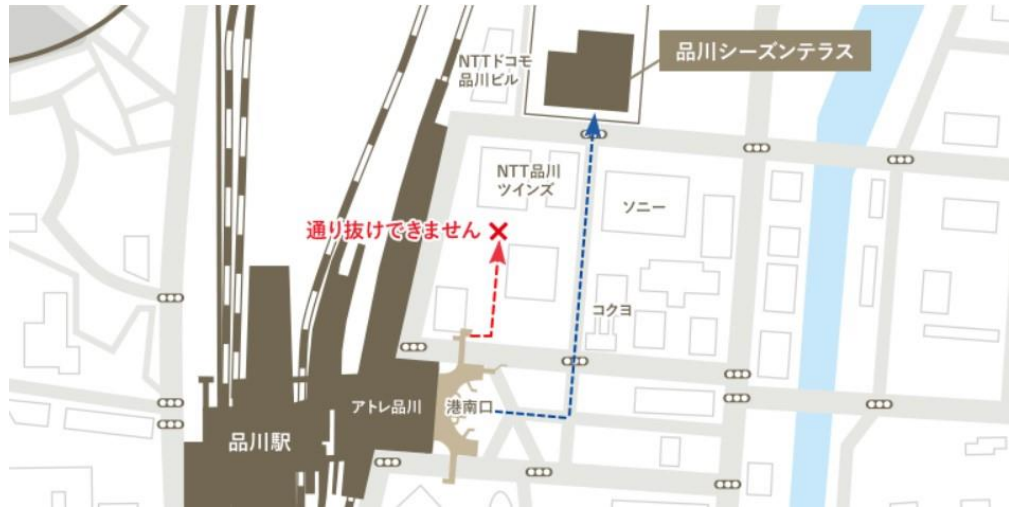 NTTドコモ
品川ビル
品川シーズンテラス
NTT品川
ツインズ
ソニー
通り抜けできません
コクヨ
アトレ品川
港南口
品川駅